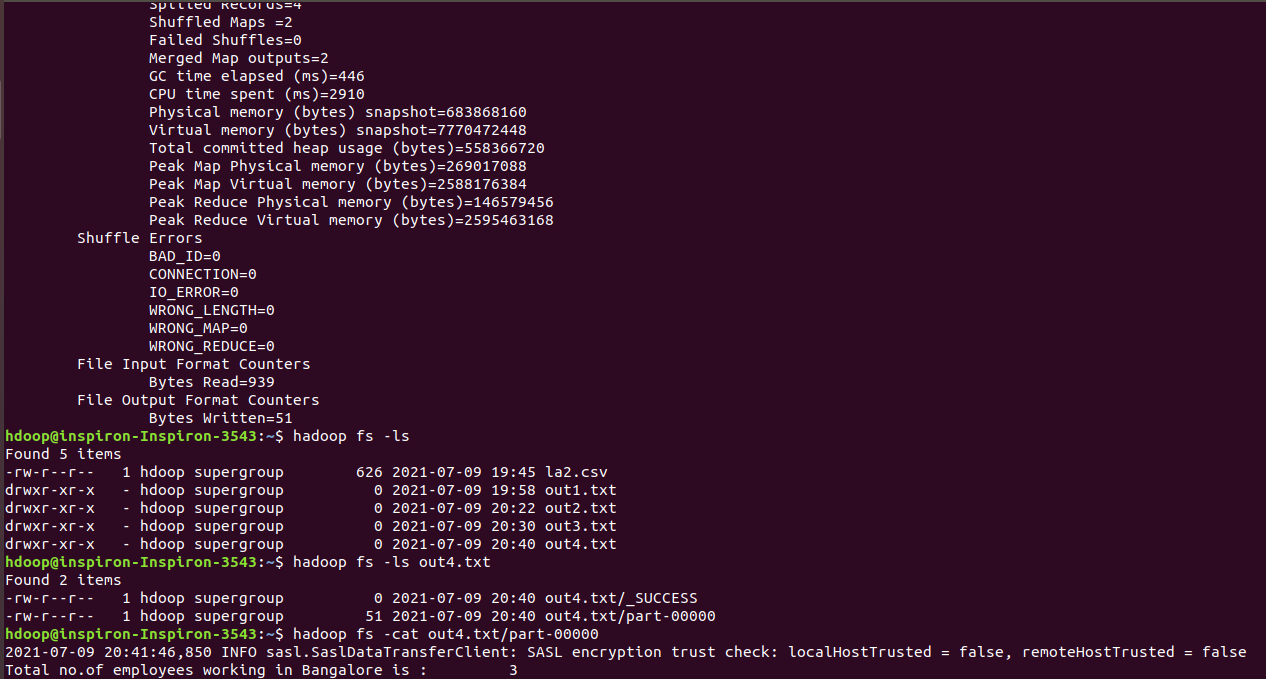 Spilled Records=4
Shuffled Maps =2
Failed Shuffles=0
Merged Map outputs=2
GC time elapsed (ms)=446
CPU time spent (ms)=2910
Physical memory (bytes) snapshot=683868160
Virtual memory (bytes) snapshot=7770472448
Total committed heap usage (bytes)=558366720
Peak Map Physical memory (bytes)=269017088
Peak Map Virtual memory (bytes)=2588176384
Peak Reduce Physical memory (bytes)=146579456
Peak Reduce Virtual memory (bytes)=2595463168
Shuffle Errors
BAD_ID=0
CONNECTION=0
IO_ERROR=0
WRONG_LENGTH=0
WRONG_MAP=0
WRONG_REDUCE=0
File Input Format Counters
Bytes Read=939
File Output Format Counters
Bytes Written=51
hdoop@inspiron-Inspiron-3543:~$ hadoop fs -ls
Found 5 items
-rw-r--r--   1 hdoop supergroup        626 2021-07-09 19:45 la2.csv
drwxr-xr-x   - hdoop supergroup          0 2021-07-09 19:58 out1.txt
drwxr-xr-x   - hdoop supergroup          0 2021-07-09 20:22 out2.txt
drwxr-xr-x   - hdoop supergroup          0 2021-07-09 20:30 out3.txt
drwxr-xr-x   - hdoop supergroup          0 2021-07-09 20:40 out4.txt
hdoop@inspiron-Inspiron-3543:~$ hadoop fs -ls out4.txt
Found 2 items
-rw-r--r--   1 hdoop supergroup          0 2021-07-09 20:40 out4.txt/_SUCCESS
-rw-r--r--   1 hdoop supergroup         51 2021-07-09 20:40 out4.txt/part-00000
hdoop@inspiron-Inspiron-3543:~$ hadoop fs -cat out4.txt/part-00000
2021-07-09 20:41:46,850 INFO sasl.SaslDataTransferClient: SASL encryption trust check: localHostTrusted = false, remoteHostTrusted = false
Total no.of employees working in Bangalore is :         3